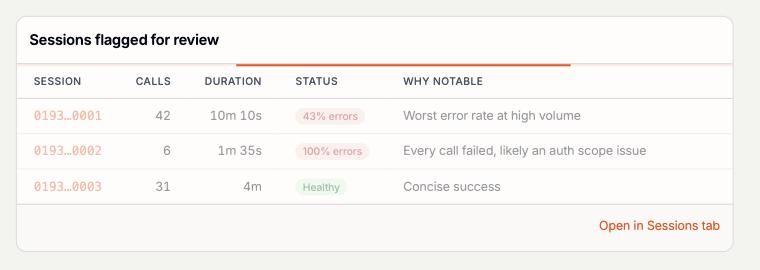 Sessions flagged for review
SESSION CALLS DURATION STATUS WHY NOTABLE
0193…0001 42 10m 10s 43% errors Worst error rate at high volume
0193…0002 6 1m 35s 100% errors Every call failed, likely an auth scope issue
0193…0003 31 4m Healthy Concise success
Open in Sessions tab